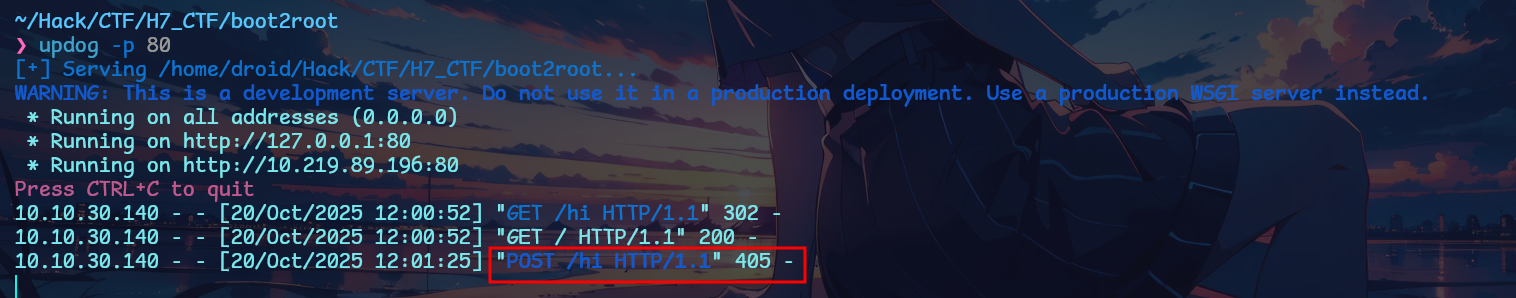 ~/Hack/CTF/H7_CTF/boot2root
❯ updog -p 80
[+] Serving /home/droid/Hack/CTF/H7_CTF/boot2root...
WARNING: This is a development server. Do not use it in a production deployment. Use a production WSGI server instead.
 * Running on all addresses (0.0.0.0)
 * Running on http://127.0.0.1:80
 * Running on http://10.219.89.196:80
Press CTRL+C to quit
10.10.30.140 - - [20/Oct/2025 12:00:52] "GET /hi HTTP/1.1" 302 -
10.10.30.140 - - [20/Oct/2025 12:00:52] "GET / HTTP/1.1" 200 -
10.10.30.140 - - [20/Oct/2025 12:01:25] "POST /hi HTTP/1.1" 405 -